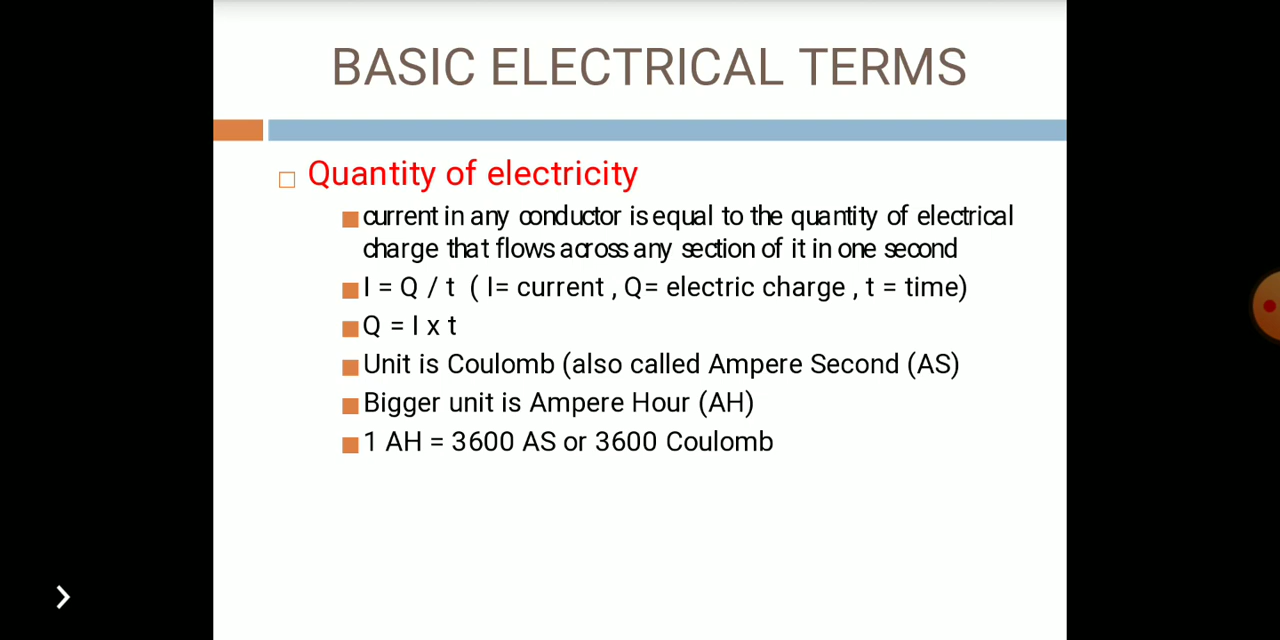 BASIC ELECTRICAL TERMS
Quantity of electricity
current in any conductor is equal to the quantity of electrical
charge that flows across any section of it in one second
I = Q / t ( I= current , Q= electric charge , t = time)
Q = I x t
Unit is Coulomb (also called Ampere Second (AS)
Bigger unit is Ampere Hour (AH)
1 AH = 3600 AS or 3600 Coulomb